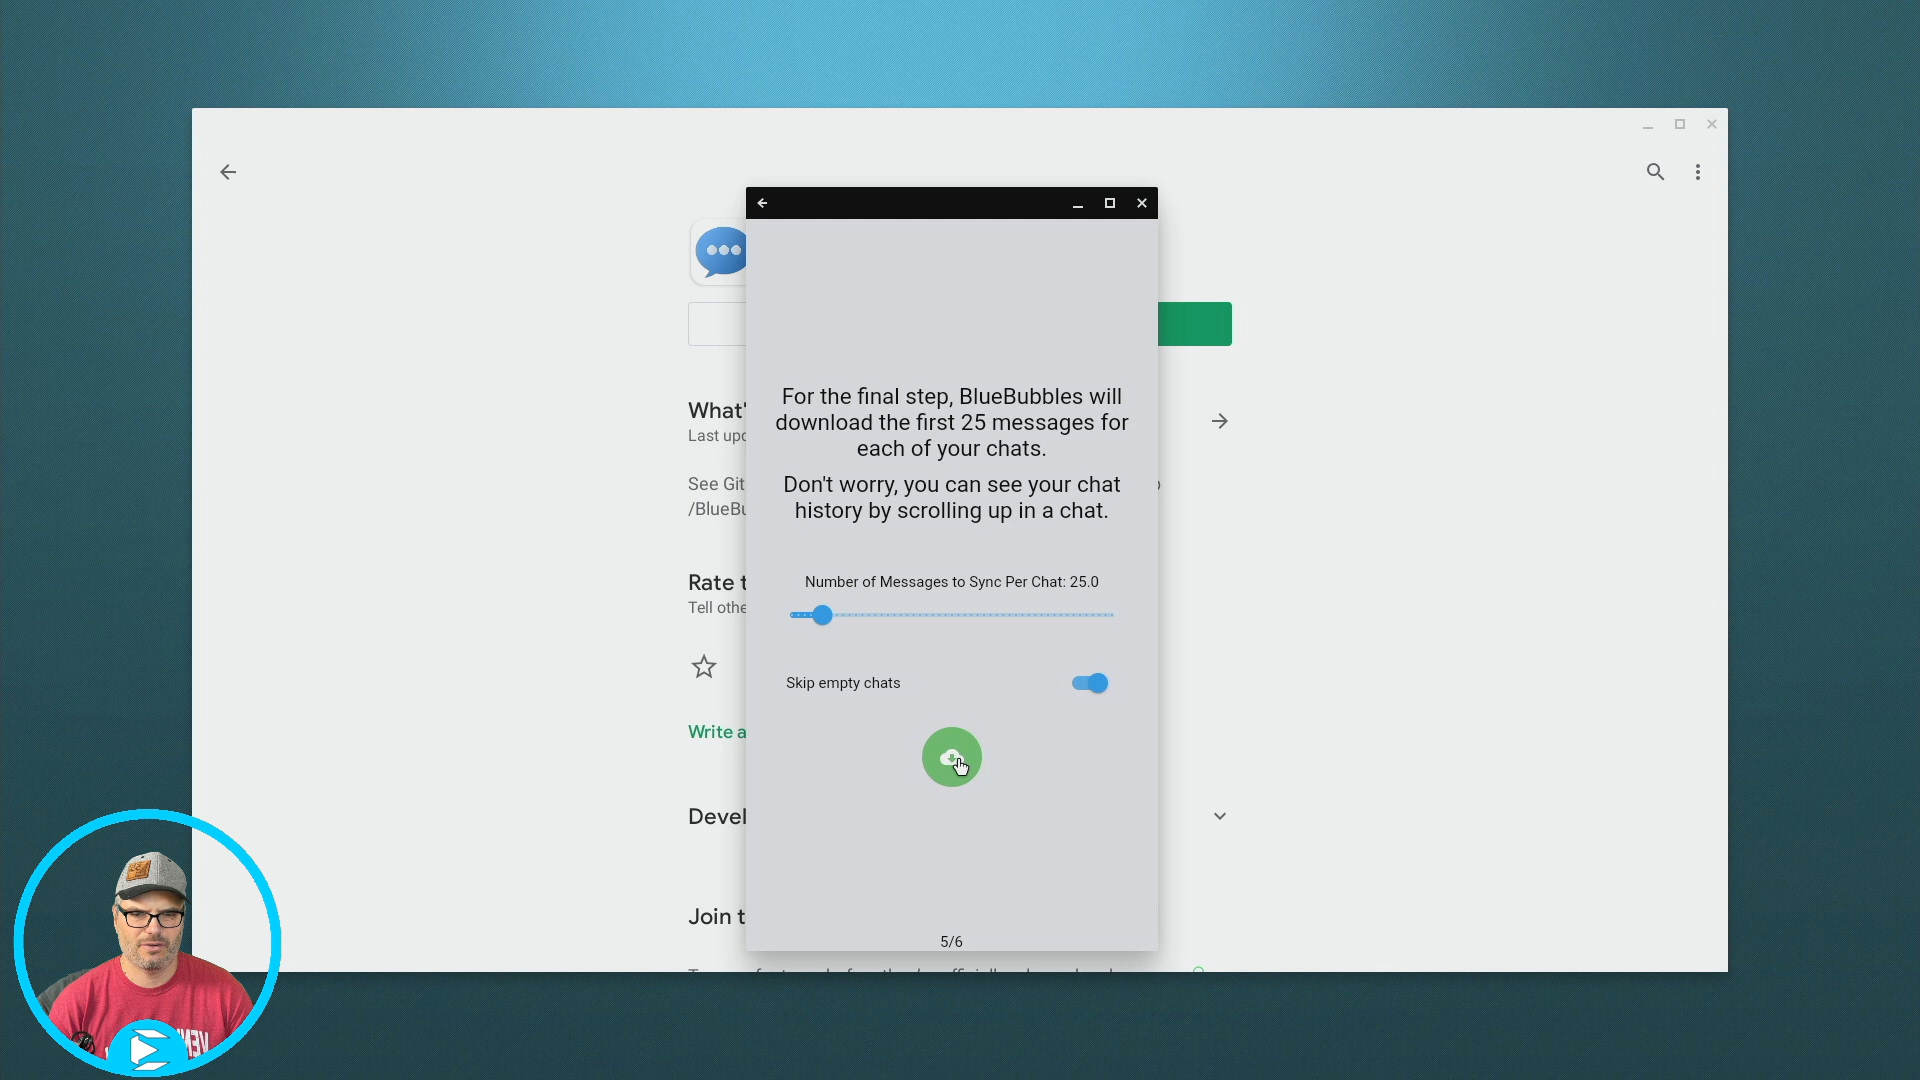 For the final step, BlueBubbles will
download the first 25 messages for
each of your chats.
Don't worry, you can see your chat
history by scrolling up in a chat.
Number of Messages to Sync Per Chat: 25.0
Skip empty chats
5/6
What'
Last upd
See Git
/BlueBu
Rate t
Tell othe
Write a
Devel
Join t